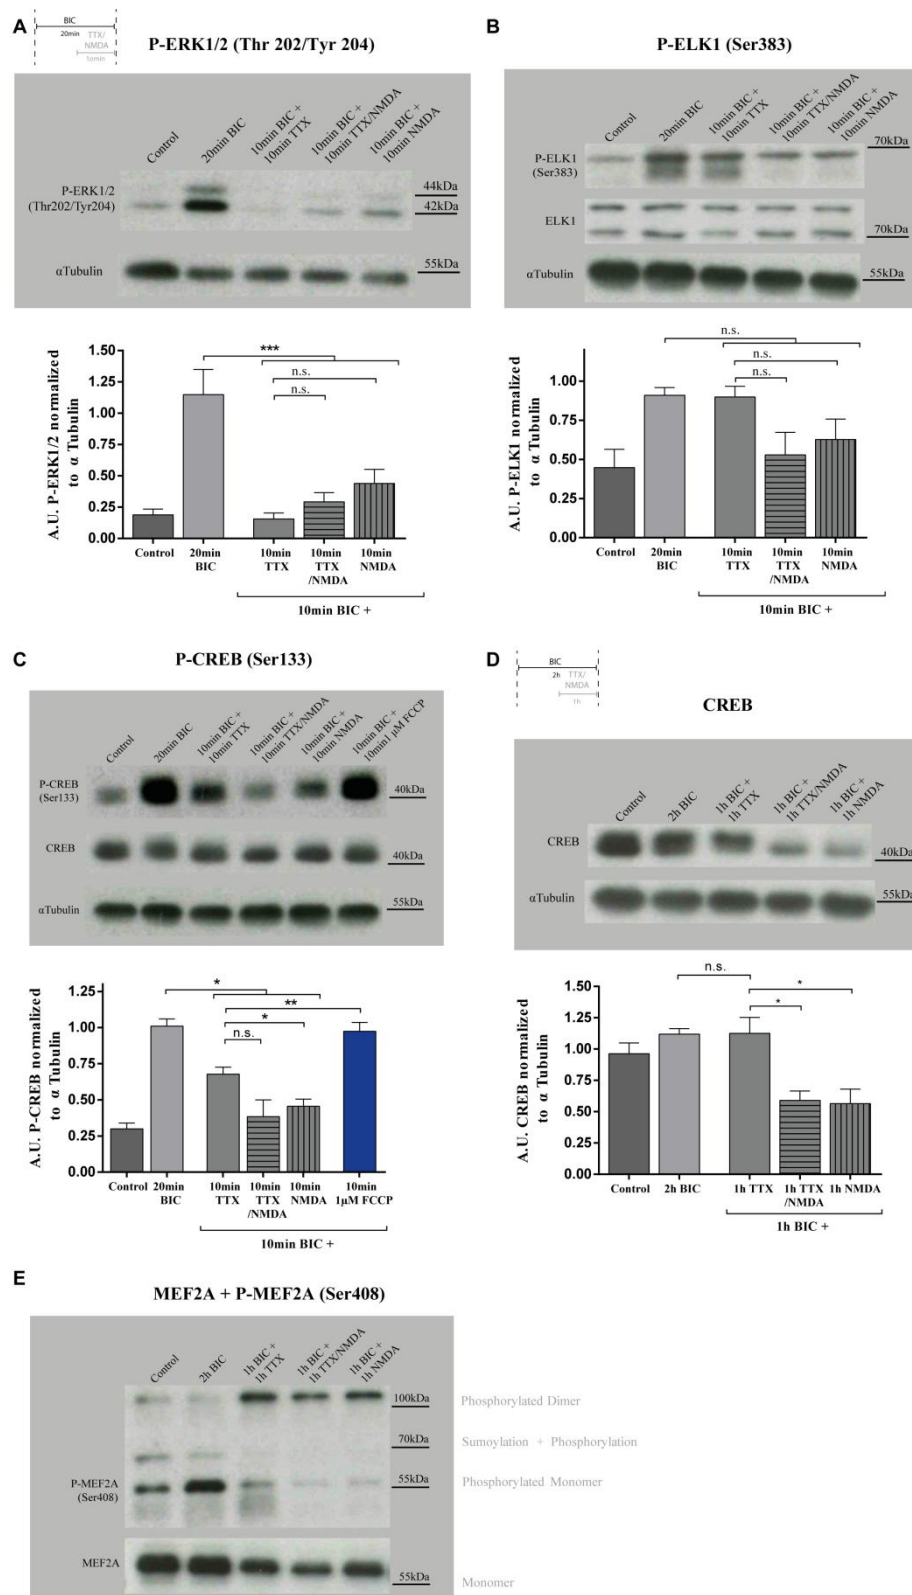 A
BIC
20min
TTX/
NMDA
10min
P-ERK1/2 (Thr 202/Tyr 204)
Control
20min BIC
10min BIC +
10min TTX
10min BIC +
10min TTX/NMDA
10min BIC +
10min NMDA
P-ERK1/2
(Thr202/Tyr204)
44kDa
42kDa
αTubulin
55kDa
A.U. P-ERK1/2 normalized
to α Tubulin
1.50
1.25
1.00
0.75
0.50
0.25
0.00
***
n.s.
n.s.
Control
20min
BIC
10min
TTX
10min
TTX
/NMDA
10min
NMDA
10min BIC +
B
P-ELK1 (Ser383)
Control
20min BIC
10min BIC +
10min TTX
10min BIC +
10min TTX/NMDA
10min BIC +
10min NMDA
P-ELK1
(Ser383)
70kDa
ELK1
70kDa
αTubulin
55kDa
A.U. P-ELK1 normalized
to α Tubulin
1.00
0.75
0.50
0.25
0.00
n.s.
n.s.
n.s.
Control
20min
BIC
10min
TTX
10min
TTX
/NMDA
10min
NMDA
10min BIC +
C
P-CREB (Ser133)
Control
20min BIC
10min BIC +
10min TTX
10min BIC +
10min TTX/NMDA
10min BIC +
10min NMDA
10min BIC +
10min1 μM FCCP
P-CREB
(Ser133)
40kDa
CREB
40kDa
αTubulin
55kDa
A.U. P-CREB normalized
to α Tubulin
1.25
1.00
0.75
0.50
0.25
0.00
*
**
*
n.s.
Control
20min
BIC
10min
TTX
10min
TTX
/NMDA
10min
NMDA
10min
1μM FCCP
10min BIC +
D
BIC
2h
TTX/
NMDA
1h
CREB
Control
2h BIC
1h BIC +
1h TTX
1h BIC +
1h TTX/NMDA
1h BIC +
1h NMDA
CREB
40kDa
αTubulin
55kDa
A.U. CREB normalized
to α Tubulin
1.50
1.25
1.00
0.75
0.50
0.25
0.00
n.s.
*
*
Control
2h BIC
1h TTX
1h TTX
/NMDA
1h NMDA
1h BIC +
E
MEF2A + P-MEF2A (Ser408)
Control
2h BIC
1h BIC +
1h TTX
1h BIC +
1h TTX/NMDA
1h BIC +
1h NMDA
100kDa
Phosphorylated Dimer
70kDa
Sumoylation + Phosphorylation
P-MEF2A
(Ser408)
55kDa
Phosphorylated Monomer
MEF2A
55kDa
Monomer